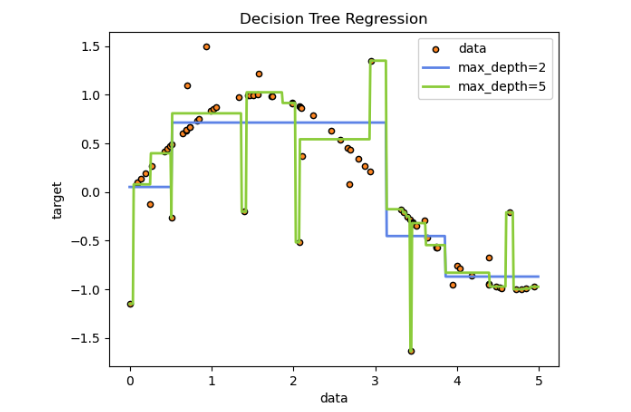 Decision Tree Regression
data
max_depth=2
max_depth=5
1.5
1.0
0.5
0.0
−0.5
−1.0
−1.5
target
0
1
2
3
4
5
data